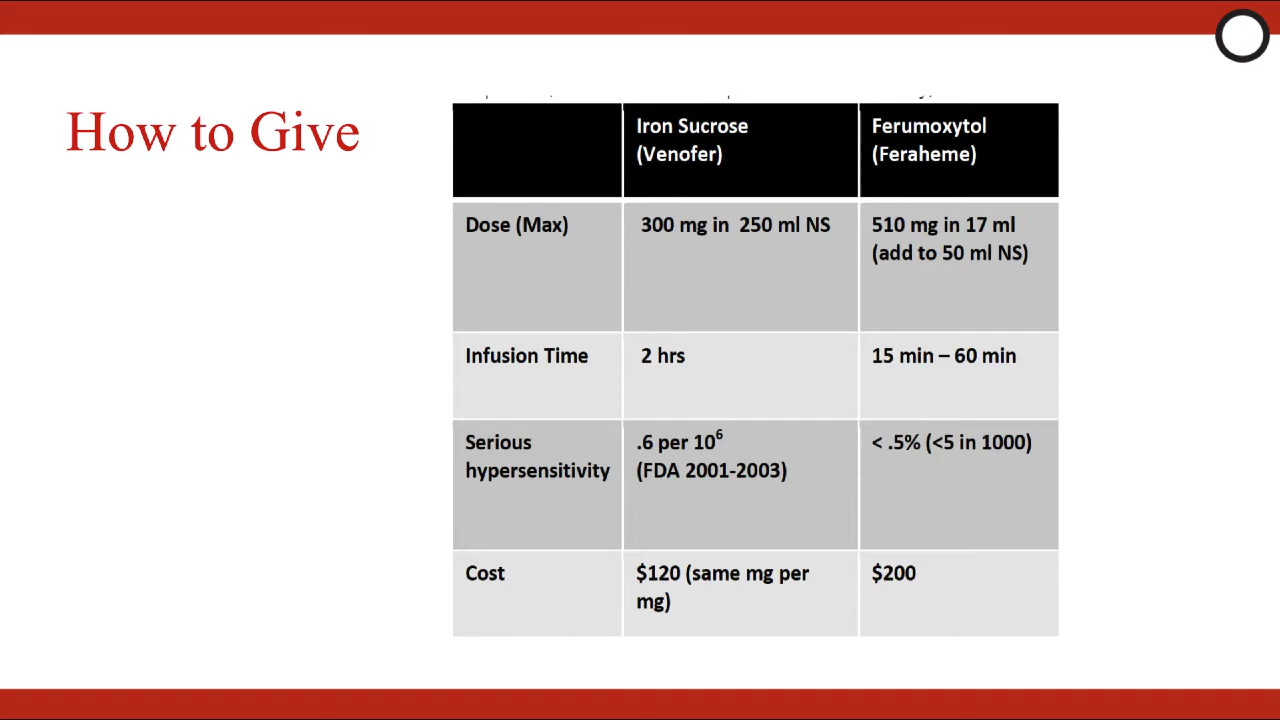 How to Give
Iron Sucrose
(Venofer)
Ferumoxytol
(Feraheme)
Dose (Max)
300 mg in 250 ml NS
510 mg in 17 ml
(add to 50 ml NS)
Infusion Time
2 hrs
15 min – 60 min
Serious
hypersensitivity
.6 per 10⁶
(FDA 2001-2003)
< .5% (<5 in 1000)
Cost
$120 (same mg per
mg)
$200